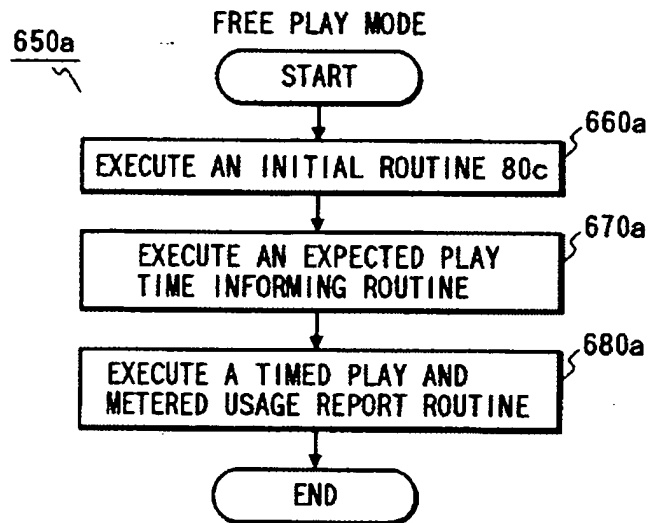 FREE PLAY MODE
650a
START
660a
EXECUTE AN INITIAL ROUTINE 80c
670a
EXECUTE AN EXPECTED PLAY
TIME INFORMING ROUTINE
680a
EXECUTE A TIMED PLAY AND
METERED USAGE REPORT ROUTINE
END